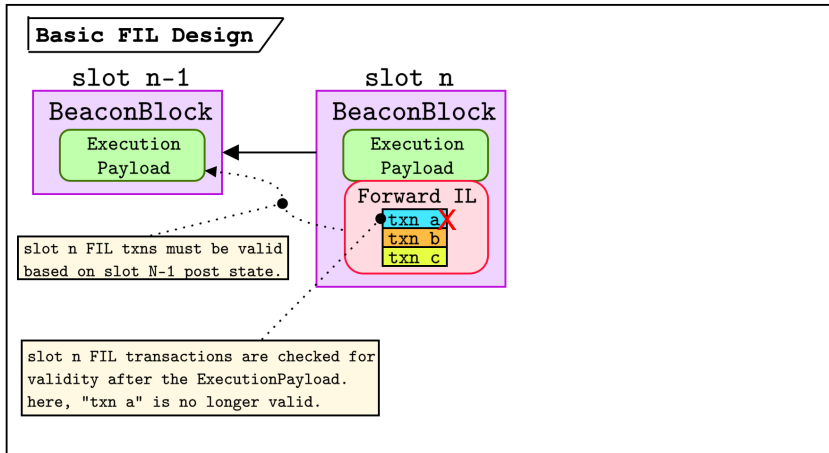 Basic FIL Design
slot n-1
BeaconBlock
Execution
Payload
slot n
BeaconBlock
Execution
Payload
Forward IL
txn a
txn b
txn c
slot n FIL txns must be valid
based on slot N-1 post state.
slot n FIL transactions are checked for
validity after the ExecutionPayload.
here, "txn a" is no longer valid.